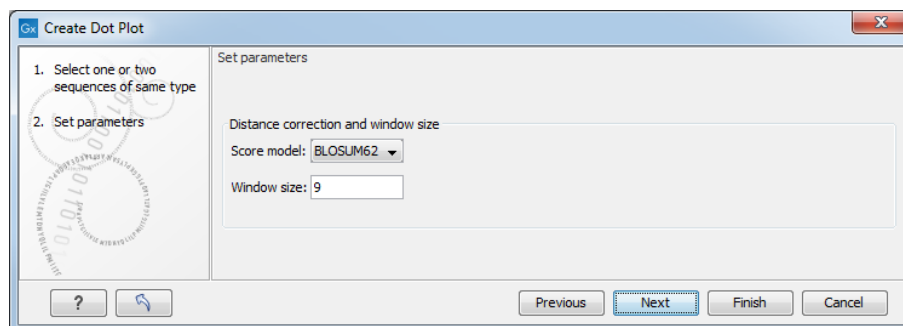 Gx Create Dot Plot
X
1. Select one or two
sequences of same type
2. Set parameters
Set parameters
Distance correction and window size
Score model: BLOSUM62
Window size: 9
? Previous Next Finish Cancel